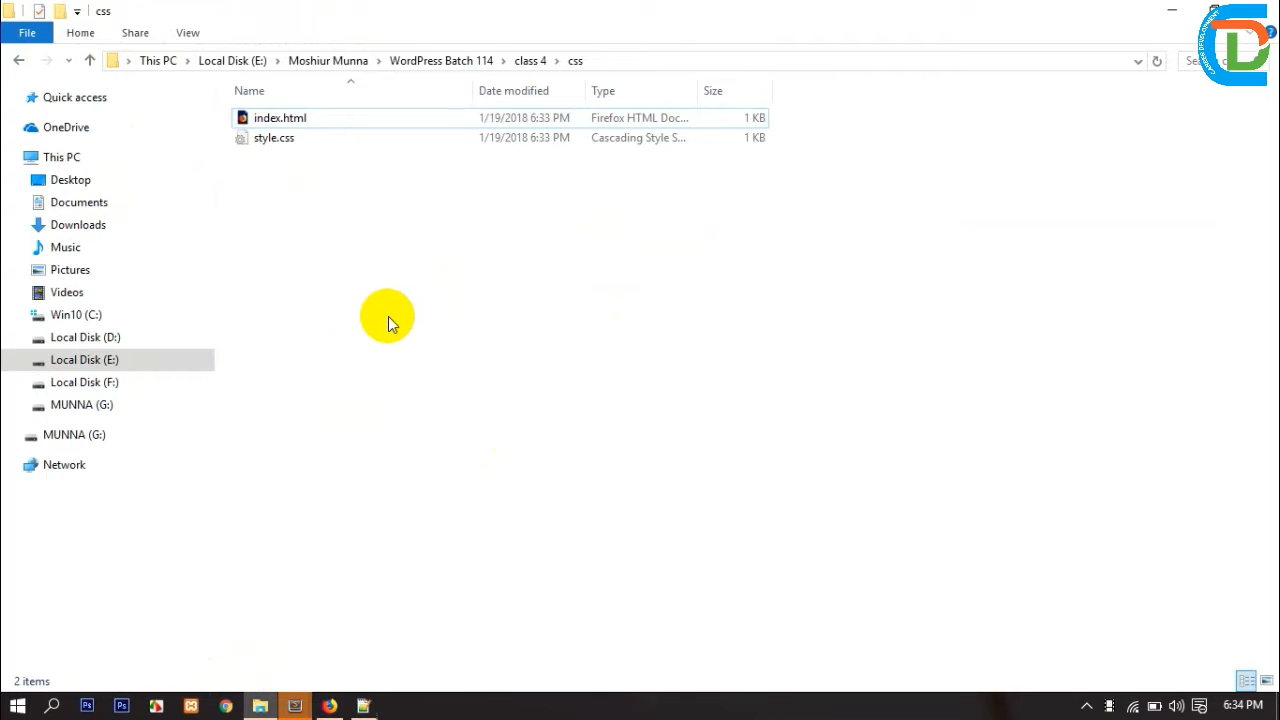 css
File Home Share View
This PC Local Disk (E:) Moshiur Munna WordPress Batch 114 class 4 css
Name Date modified Type Size
index.html 1/19/2018 6:33 PM Firefox HTML Doc... 1 KB
style.css 1/19/2018 6:33 PM Cascading Style S... 1 KB
Quick access
OneDrive
This PC
Desktop
Documents
Downloads
Music
Pictures
Videos
Win10 (C:)
Local Disk (D:)
Local Disk (E:)
Local Disk (F:)
MUNNA (G:)
MUNNA (G:)
Network
2 items
6:34 PM